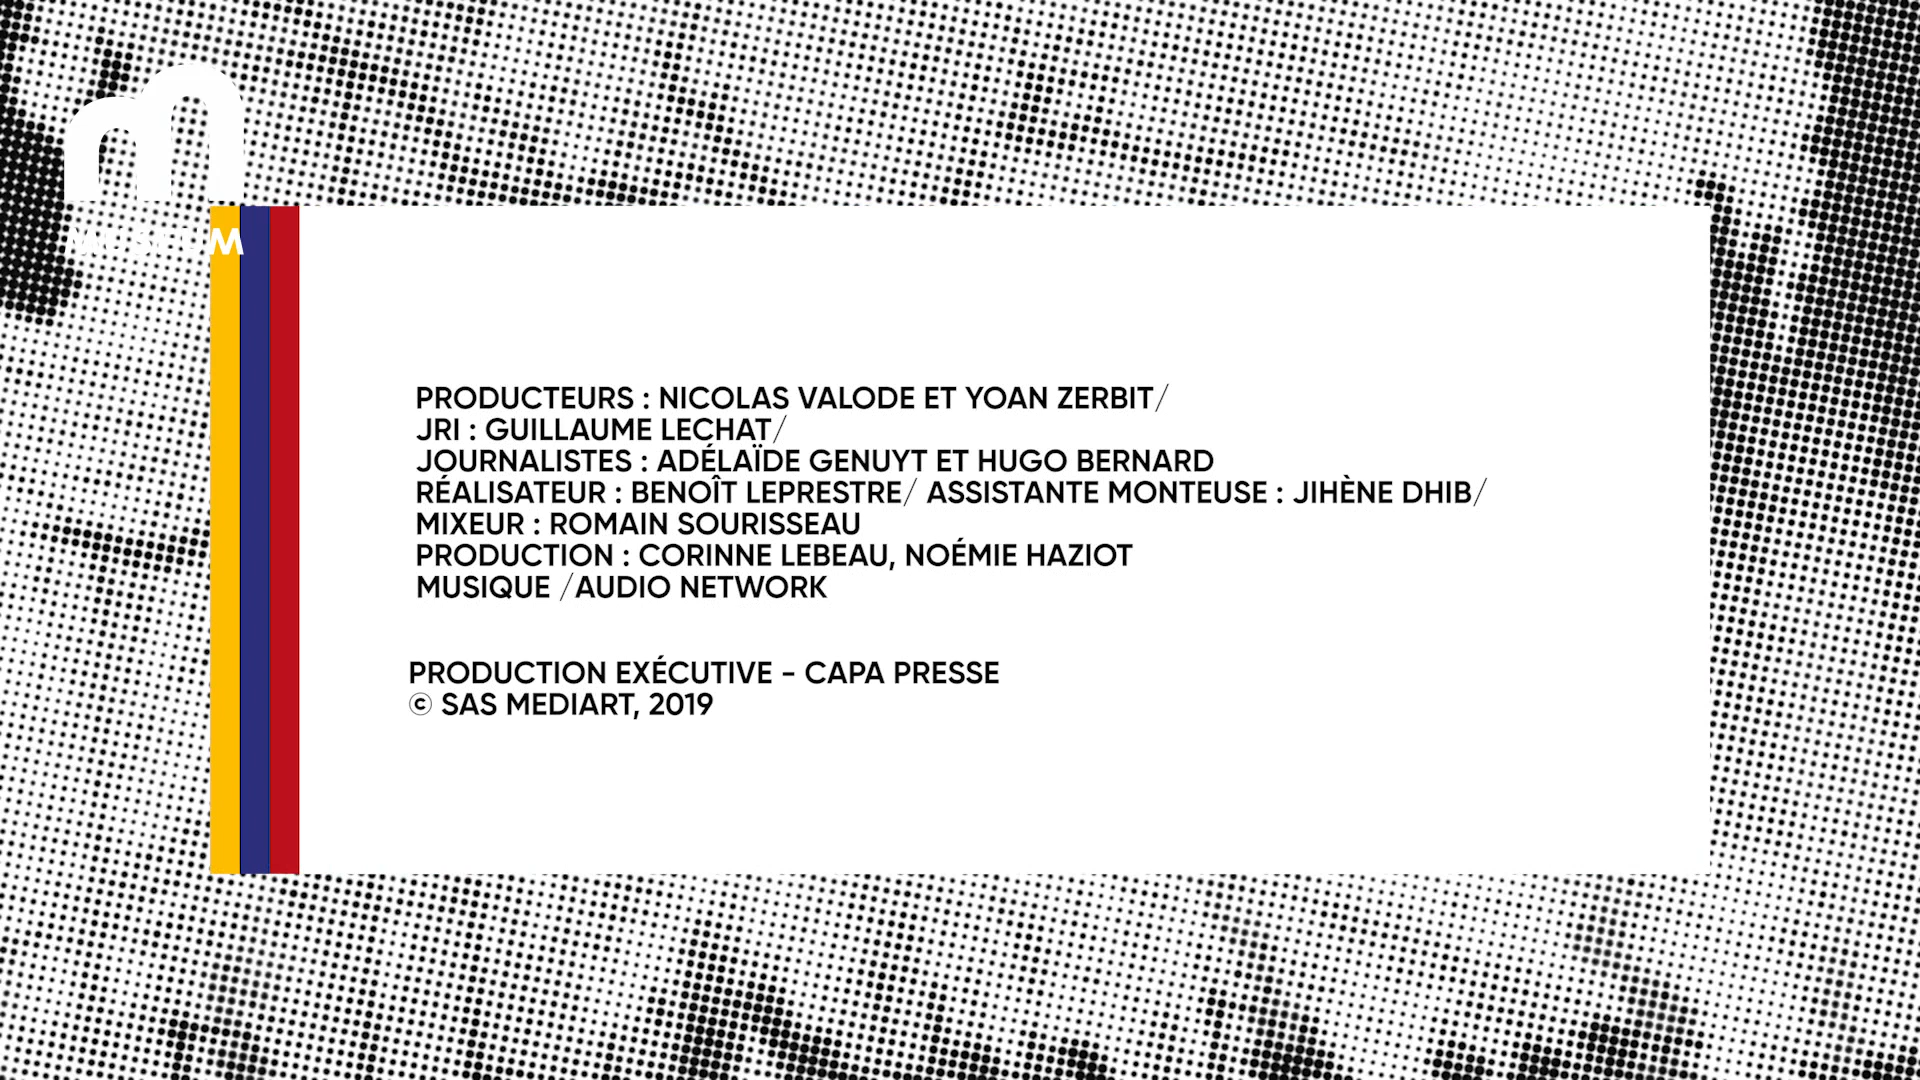 MUSEUM
PRODUCTEURS : NICOLAS VALODE ET YOAN ZERBIT/
JRI : GUILLAUME LECHAT/
JOURNALISTES : ADÉLAÏDE GENUYT ET HUGO BERNARD
RÉALISATEUR : BENOÎT LEPRESTRE/ ASSISTANTE MONTEUSE : JIHÈNE DHIB/
MIXEUR : ROMAIN SOURISSEAU
PRODUCTION : CORINNE LEBEAU, NOÉMIE HAZIOT
MUSIQUE /AUDIO NETWORK
PRODUCTION EXÉCUTIVE - CAPA PRESSE
© SAS MEDIART, 2019